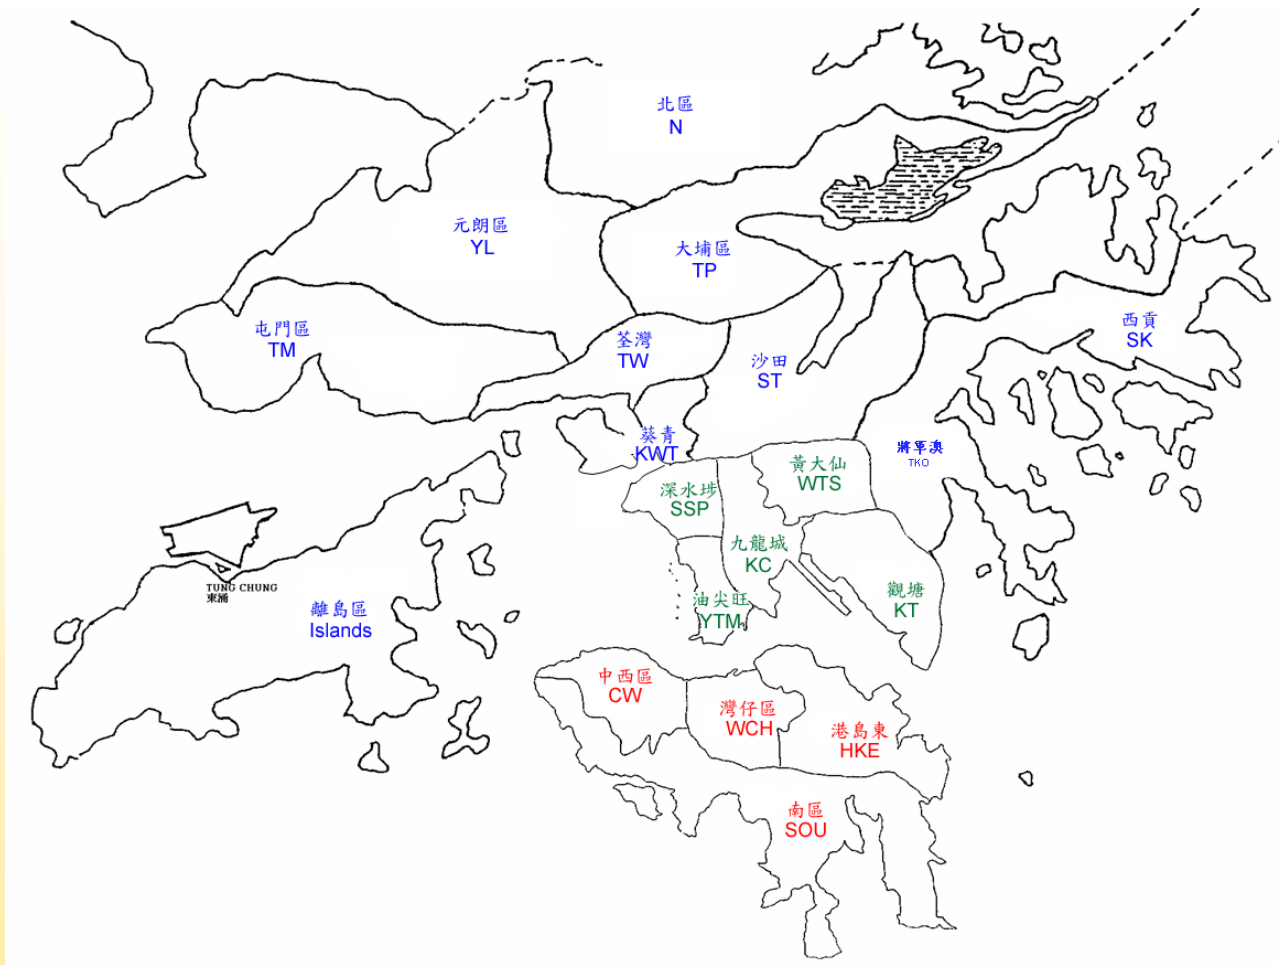 北區
N
元朗區
YL
大埔區
TP
屯門區
TM
荃灣
TW
西貢
SK
沙田
ST
葵青
KWT
將軍澳
TKO
黃大仙
WTS
深水埗
SSP
九龍城
KC
觀塘
KT
油尖旺
YTM
TUNG CHUNG
東涌
離島區
Islands
中西區
CW
灣仔區
WCH
港島東
HKE
南區
SOU